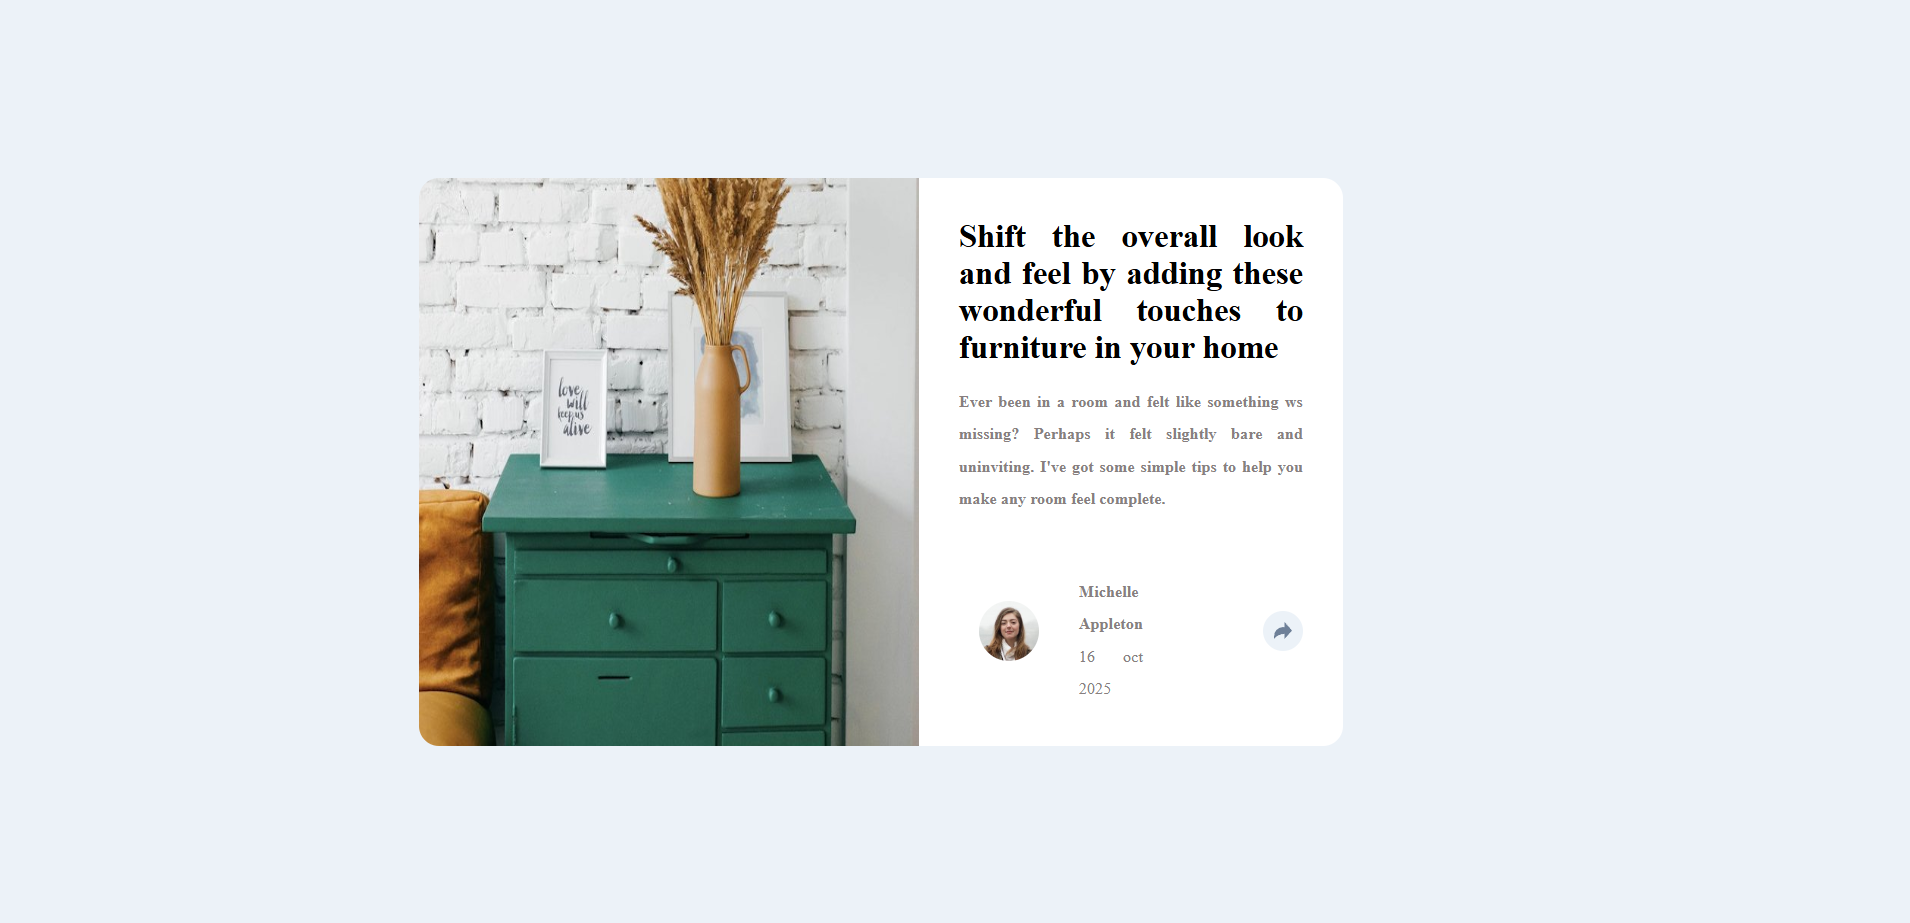 love
will
keep us
alive
Shift the overall look
and feel by adding these
wonderful touches to
furniture in your home
Ever been in a room and felt like something ws
missing? Perhaps it felt slightly bare and
uninviting. I've got some simple tips to help you
make any room feel complete.
Michelle
Appleton
16 oct
2025